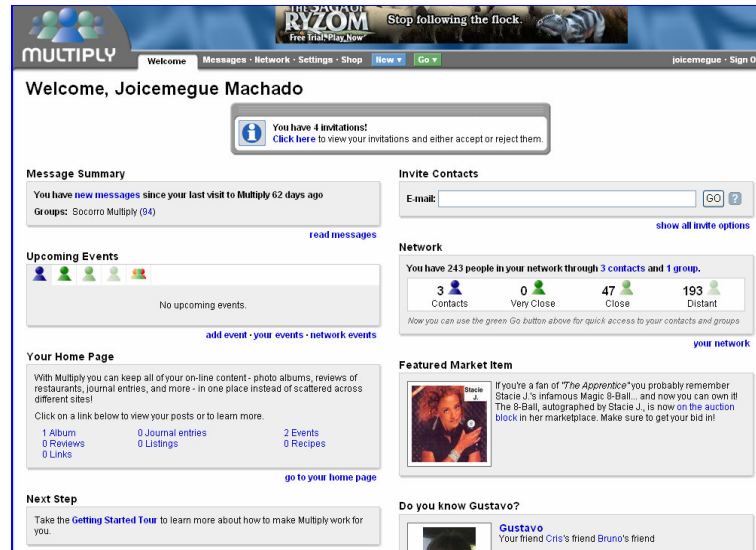 THE SAGA OF
RYZOM
Free Trial, Play Now
Stop following the flock.
MULTIPLY
Welcome
Messages · Network · Settings · Shop
New ▾
Go ▾
joicemegue · Sign O
Welcome, Joicemegue Machado
You have 4 invitations!
Click here to view your invitations and either accept or reject them.
Message Summary
You have new messages since your last visit to Multiply 62 days ago
Groups: Socorro Multiply (94)
read messages
Upcoming Events
No upcoming events.
add event · your events · network events
Your Home Page
With Multiply you can keep all of your on-line content - photo albums, reviews of
restaurants, journal entries, and more - in one place instead of scattered across
different sites!
Click on a link below to view your posts or to learn more.
1 Album 0 Journal entries 2 Events
0 Reviews 0 Listings 0 Recipes
0 Links
go to your home page
Next Step
Take the Getting Started Tour to learn more about how to make Multiply work for
you.
Invite Contacts
E-mail: GO ?
show all invite options
Network
You have 243 people in your network through 3 contacts and 1 group.
3 0 47 193
Contacts Very Close Close Distant
Now you can use the green Go button above for quick access to your contacts and groups
your network
Featured Market Item
Stacie
J.
If you're a fan of "The Apprentice" you probably remember
Stacie J.'s infamous Magic 8-Ball... and now you can own it!
The 8-Ball, autographed by Stacie J., is now on the auction
block in her marketplace. Make sure to get your bid in!
Do you know Gustavo?
Gustavo
Your friend Cris's friend Bruno's friend